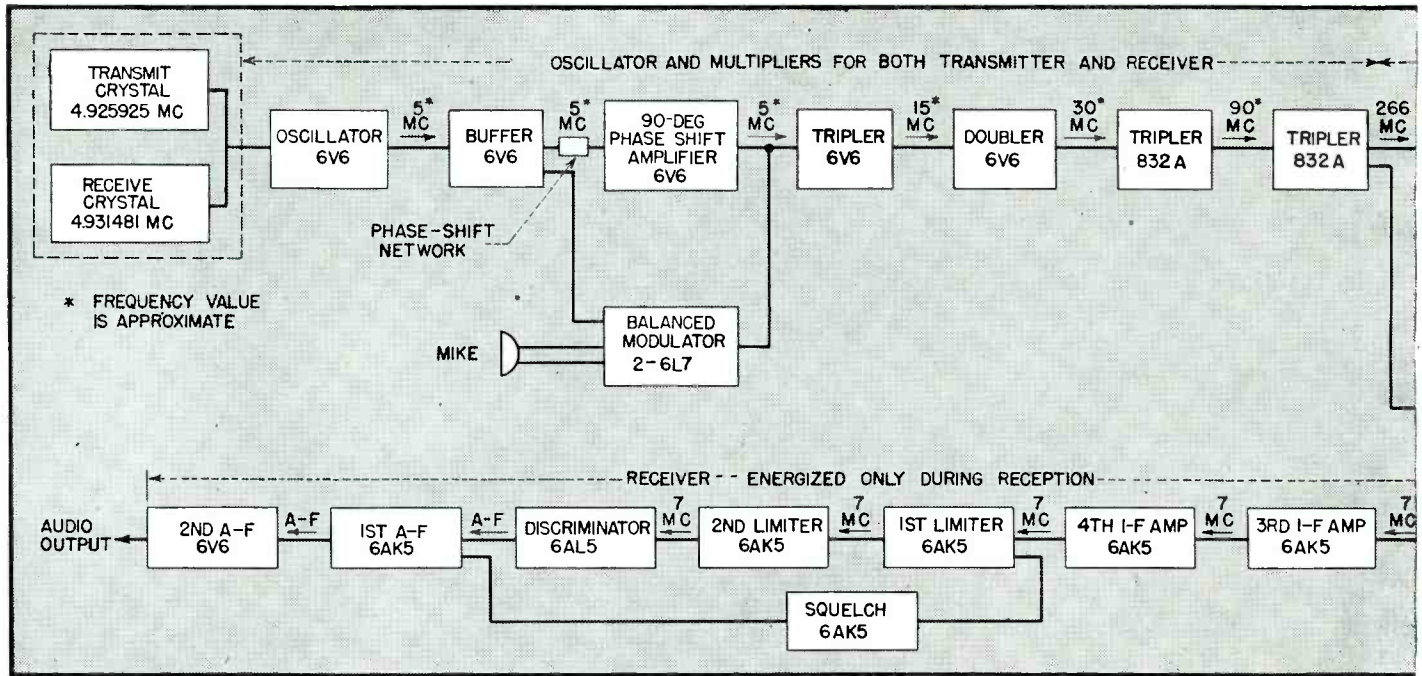 TRANSMIT
CRYSTAL
4.925925 MC
RECEIVE
CRYSTAL
4.931481 MC
OSCILLATOR AND MULTIPLIERS FOR BOTH TRANSMITTER AND RECEIVER
OSCILLATOR
6V6
5*
MC
BUFFER
6V6
5*
MC
90-DEG
PHASE SHIFT
AMPLIFIER
6V6
5*
MC
TRIPLER
6V6
15*
MC
DOUBLER
6V6
30*
MC
TRIPLER
832A
90*
MC
TRIPLER
832A
266
MC
PHASE-SHIFT
NETWORK
* FREQUENCY VALUE
IS APPROXIMATE
MIKE
BALANCED
MODULATOR
2-6L7
RECEIVER -- ENERGIZED ONLY DURING RECEPTION
AUDIO
OUTPUT
2ND A-F
6V6
A-F
1ST A-F
6AK5
A-F
DISCRIMINATOR
6AL5
7
MC
2ND LIMITER
6AK5
7
MC
1ST LIMITER
6AK5
7
MC
4TH I-F AMP
6AK5
7
MC
3RD I-F AMP
6AK5
7
MC
SQUELCH
6AK5